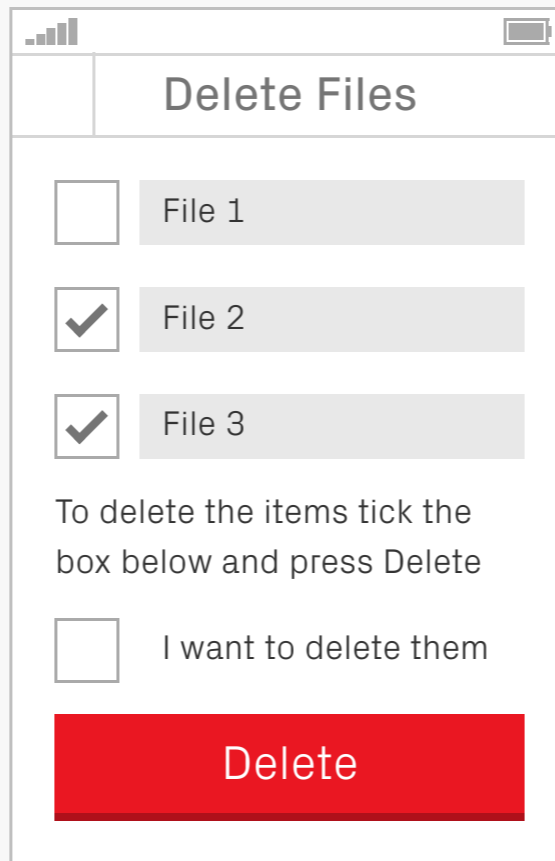 Delete Files
File 1
File 2
File 3
To delete the items tick the
box below and press Delete
I want to delete them
Delete